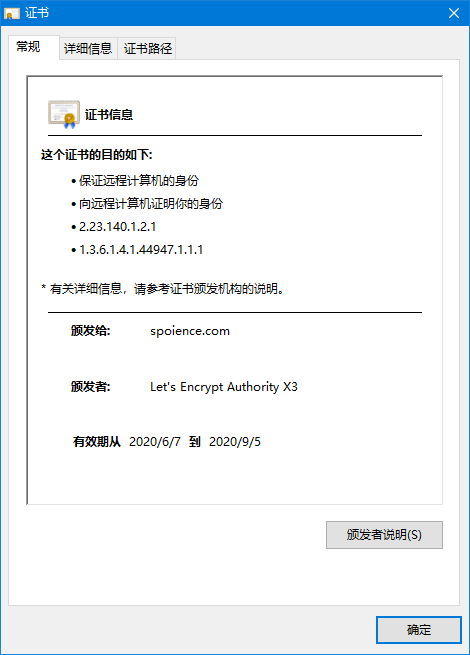 证书
常规 详细信息 证书路径
证书信息
这个证书的目的如下:
• 保证远程计算机的身份
• 向远程计算机证明你的身份
• 2.23.140.1.2.1
• 1.3.6.1.4.1.44947.1.1.1
* 有关详细信息，请参考证书颁发机构的说明。
颁发给: spoience.com
颁发者: Let's Encrypt Authority X3
有效期从 2020/6/7 到 2020/9/5
颁发者说明(S)
确定